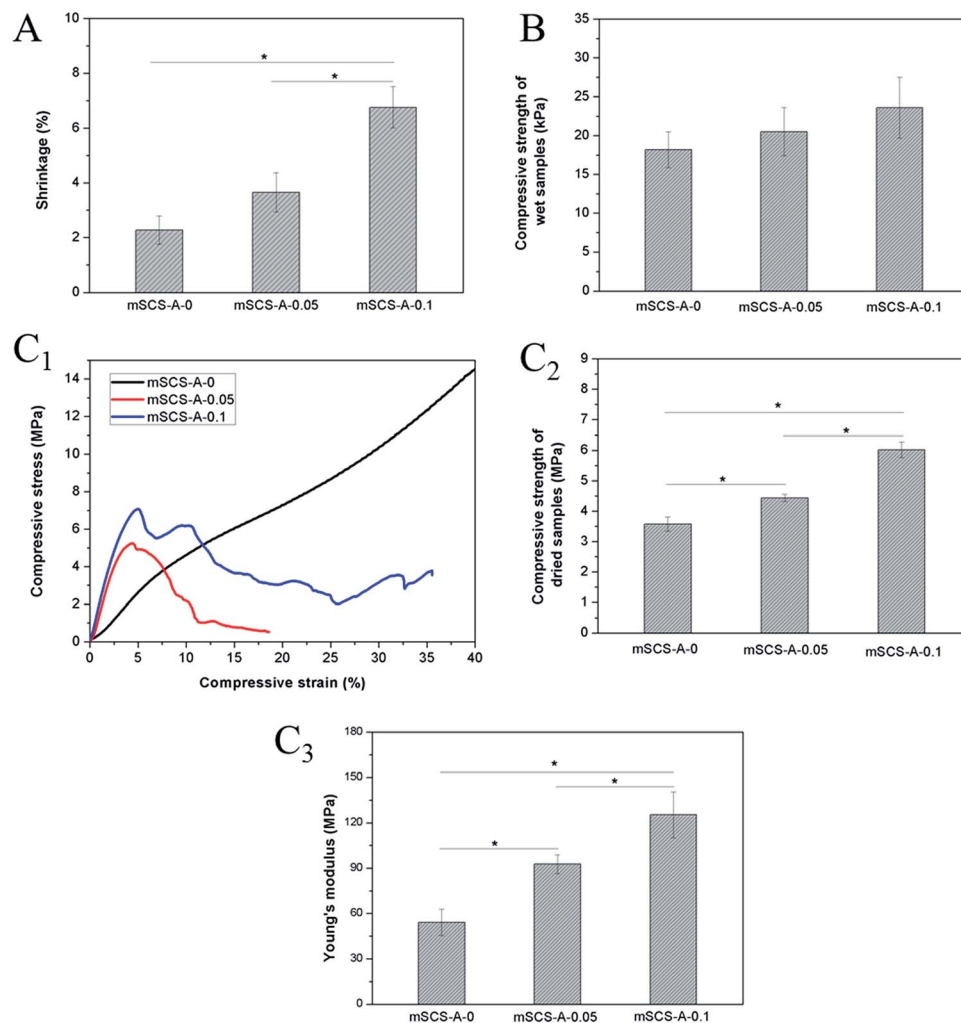 A
Shrinkage (%)
10
8
6
4
2
0
*
*
mSCS-A-0
mSCS-A-0.05
mSCS-A-0.1
B
Compressive strength of
wet samples (kPa)
35
30
25
20
15
10
5
0
mSCS-A-0
mSCS-A-0.05
mSCS-A-0.1
C1
Compressive stress (MPa)
14
12
10
8
6
4
2
0
mSCS-A-0
mSCS-A-0.05
mSCS-A-0.1
0
5
10
15
20
25
30
35
40
Compressive strain (%)
C2
Compressive strength of
dried samples (MPa)
9
8
7
6
5
4
3
2
1
0
*
*
*
mSCS-A-0
mSCS-A-0.05
mSCS-A-0.1
C3
Young's modulus (MPa)
180
150
120
90
60
30
0
*
*
*
mSCS-A-0
mSCS-A-0.05
mSCS-A-0.1